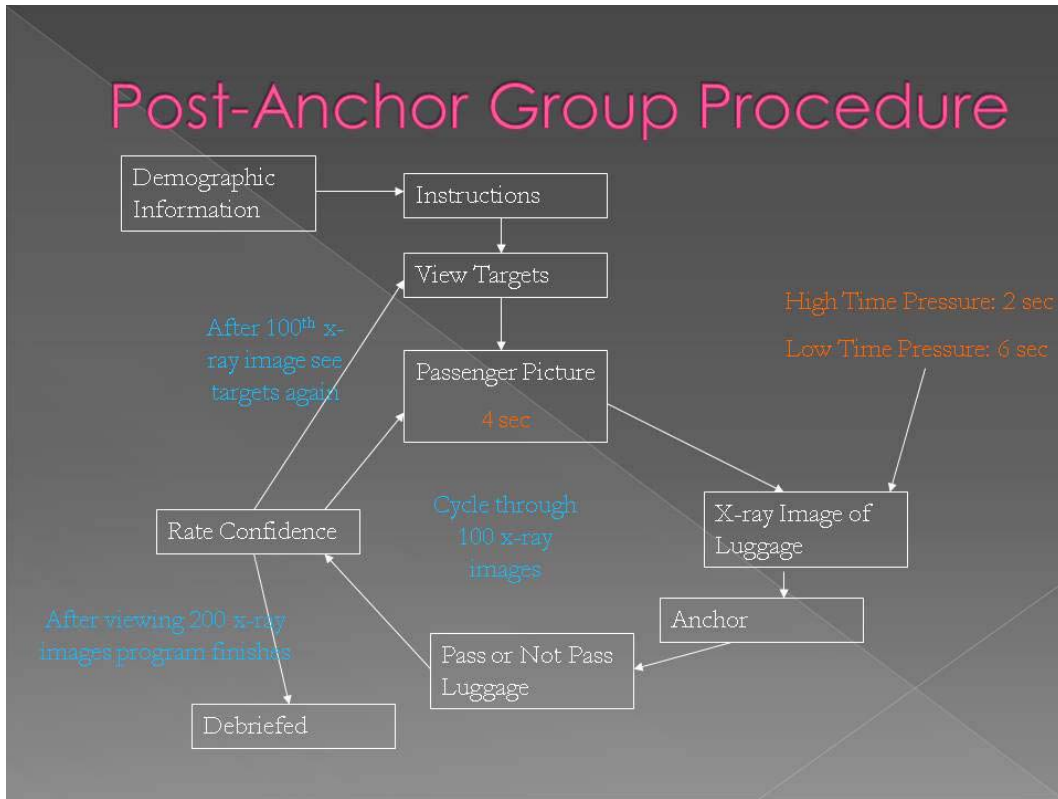 Post-Anchor Group Procedure
Demographic
Information
Instructions
View Targets
High Time Pressure: 2 sec
Low Time Pressure: 6 sec
After 100th x-
ray image see
targets again
Passenger Picture
4 sec
Cycle through
100 x-ray
images
X-ray Image of
Luggage
Rate Confidence
Anchor
After viewing 200 x-ray
images program finishes
Pass or Not Pass
Luggage
Debriefed